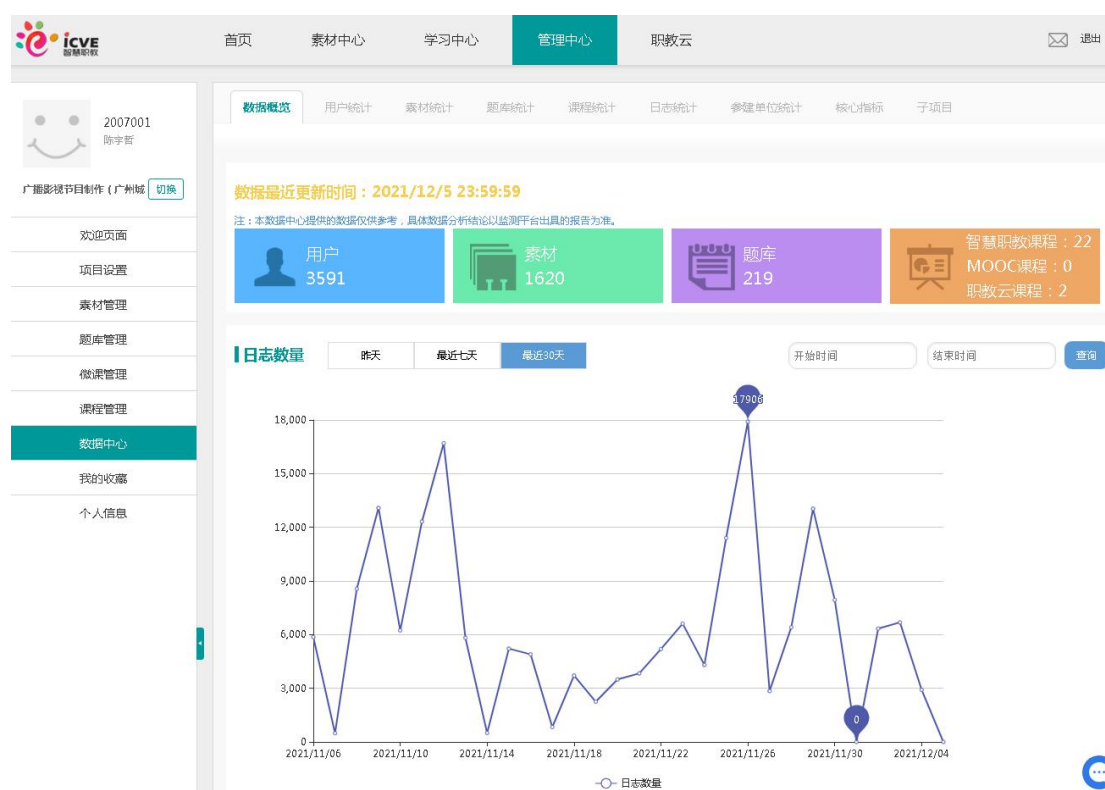 icve
智慧职教
首页 素材中心 学习中心 管理中心 职教云 退出
2007001
陈宇哲
广播影视节目制作（广州城 切换
欢迎页面
项目设置
素材管理
题库管理
微课管理
课程管理
数据中心
我的收藏
个人信息
数据概览 用户统计 素材统计 题库统计 课程统计 日志统计 参建单位统计 核心指标 子项目
数据最近更新时间：2021/12/5 23:59:59
注：本数据中心提供的数据仅供参考，具体数据分析结论以监测平台出具的报告为准。
用户
3591
素材
1620
题库
219
智慧职教课程：22
MOOC课程：0
职教云课程：2
日志数量 昨天 最近七天 最近30天 开始时间 结束时间 查询
17906
18,000
15,000
12,000
9,000
6,000
3,000
0
0
2021/11/06 2021/11/10 2021/11/14 2021/11/18 2021/11/22 2021/11/26 2021/11/30 2021/12/04
日志数量